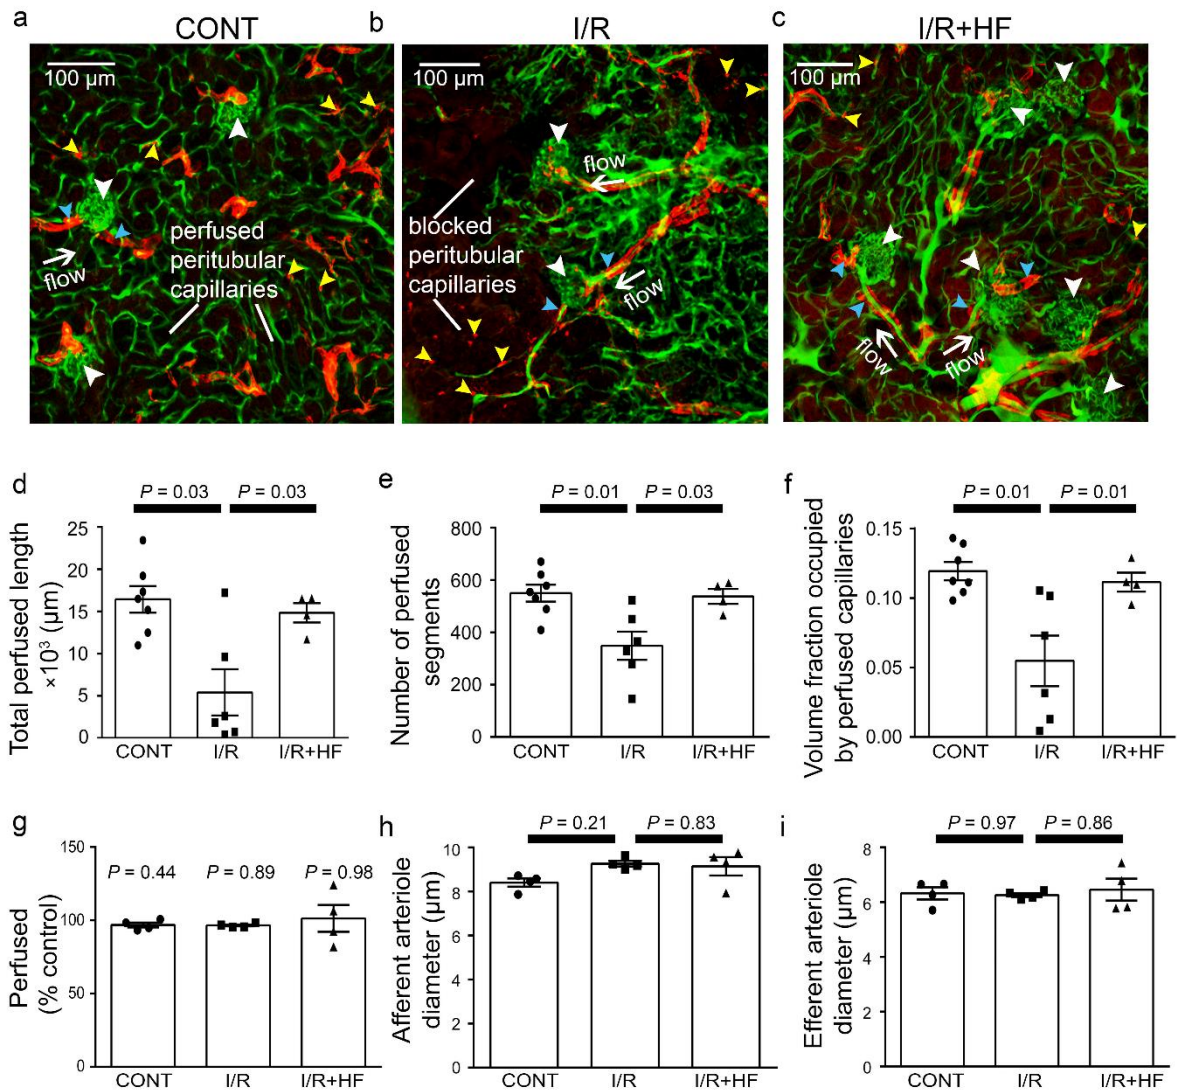 a
CONT
b
I/R
c
I/R+HF
100 µm
100 µm
100 µm
flow
perfused
peritubular
capillaries
flow
blocked
peritubular
capillaries
flow
flow
flow
d
P = 0.03
P = 0.03
Total perfused length
×10³ (µm)
25
20
15
10
5
0
CONT
I/R
I/R+HF
e
P = 0.01
P = 0.03
Number of perfused
segments
800
600
400
200
0
CONT
I/R
I/R+HF
f
P = 0.01
P = 0.01
Volume fraction occupied
by perfused capillaries
0.15
0.10
0.05
0.00
CONT
I/R
I/R+HF
g
P = 0.44
P = 0.89
P = 0.98
Perfused
(% control)
150
100
50
0
CONT
I/R
I/R+HF
h
P = 0.21
P = 0.83
Afferent arteriole
diameter (µm)
10
8
6
4
2
0
CONT
I/R
I/R+HF
i
P = 0.97
P = 0.86
Efferent arteriole
diameter (µm)
8
6
4
2
0
CONT
I/R
I/R+HF